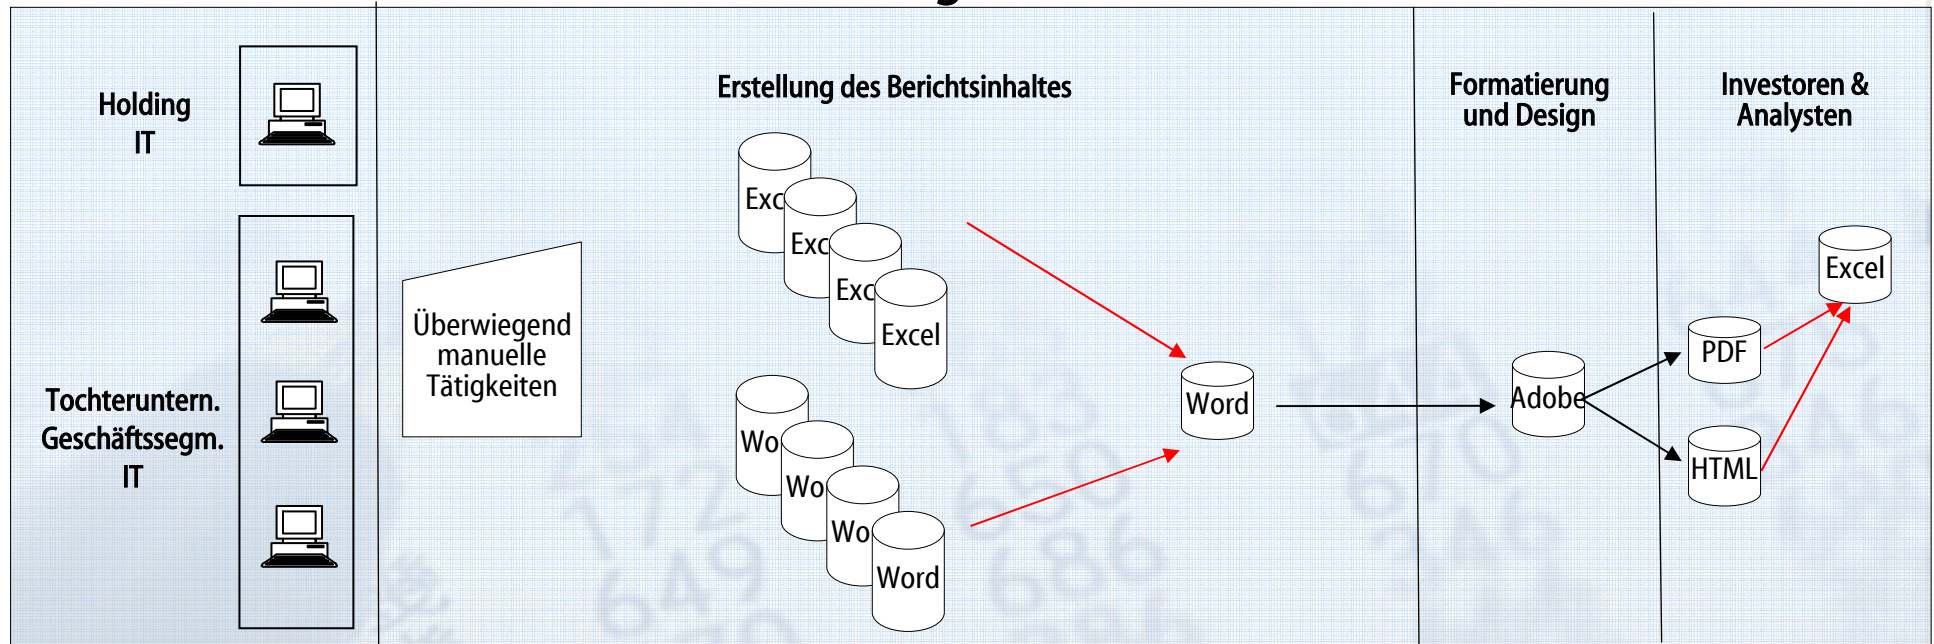 Holding
IT
Tochteruntern.
Geschäftssegm.
IT
Überwiegend
manuelle
Tätigkeiten
Erstellung des Berichtsinhaltes
Exc
Exc
Exc
Excel
Wo
Wo
Wo
Word
Word
Formatierung
und Design
Adobe
Investoren &
Analysten
Excel
PDF
HTML